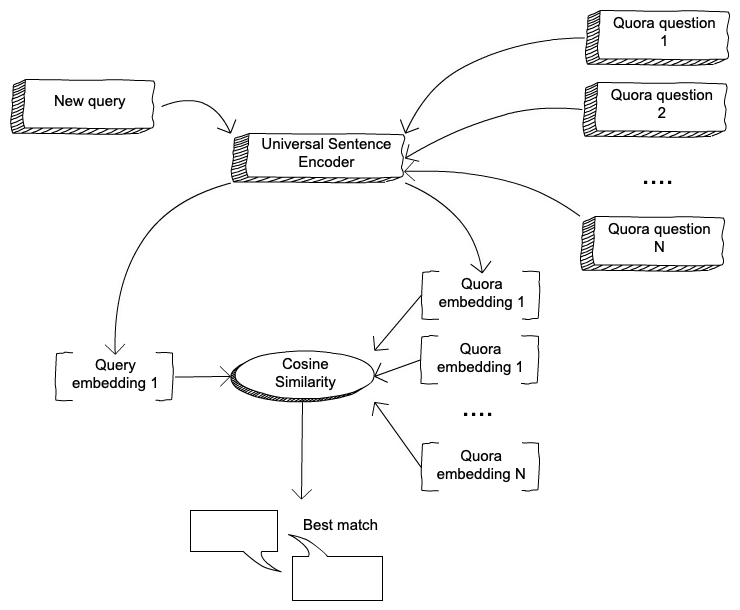 Quora question
1
New query
Quora question
2
Universal Sentence
Encoder
....
Quora question
N
Quora
embedding 1
Query
embedding 1
Cosine
Similarity
Quora
embedding 1
....
Quora
embedding N
Best match